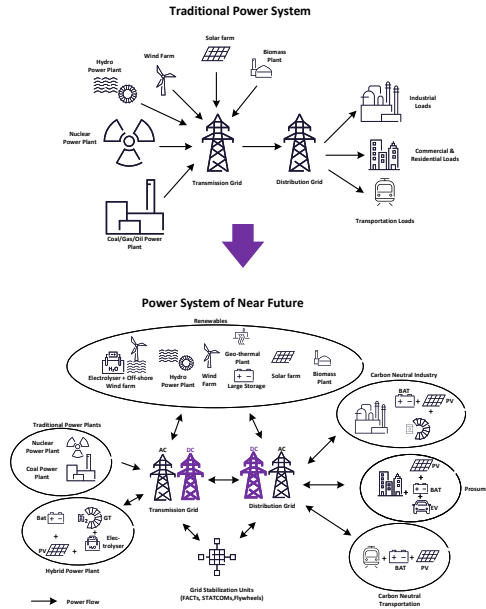 Traditional Power System
Solar farm
Wind Farm
Biomass
Plant
Hydro
Power Plant
Nuclear
Power Plant
Industrial
Loads
Commercial &
Residential Loads
Transmission Grid
Distribution Grid
Transportation Loads
Coal/Gas/Oil Power
Plant
Power System of Near Future
Renewables
Geo-thermal
Plant
H₂O
Electrolyser + Off-shore
Wind farm
Hydro
Power Plant
Wind
Farm
Large Storage
Solar farm
Biomass
Plant
Carbon Neutral Industry
BAT
+
PV
+
Traditional Power Plants
Nuclear
Power Plant
Coal Power
Plant
AC
DC
DC
AC
Transmission Grid
Distribution Grid
PV
+
+
BAT
+
EV
Prosum
Bat
+
H₂
GT
+
PV
+
H₂O
Elec-
trolyser
Hybrid Power Plant
+
BAT
+
PV
Carbon Neutral
Transportation
Grid Stabilization Units
(FACTs, STATCOMs,Flywheels)
Power Flow